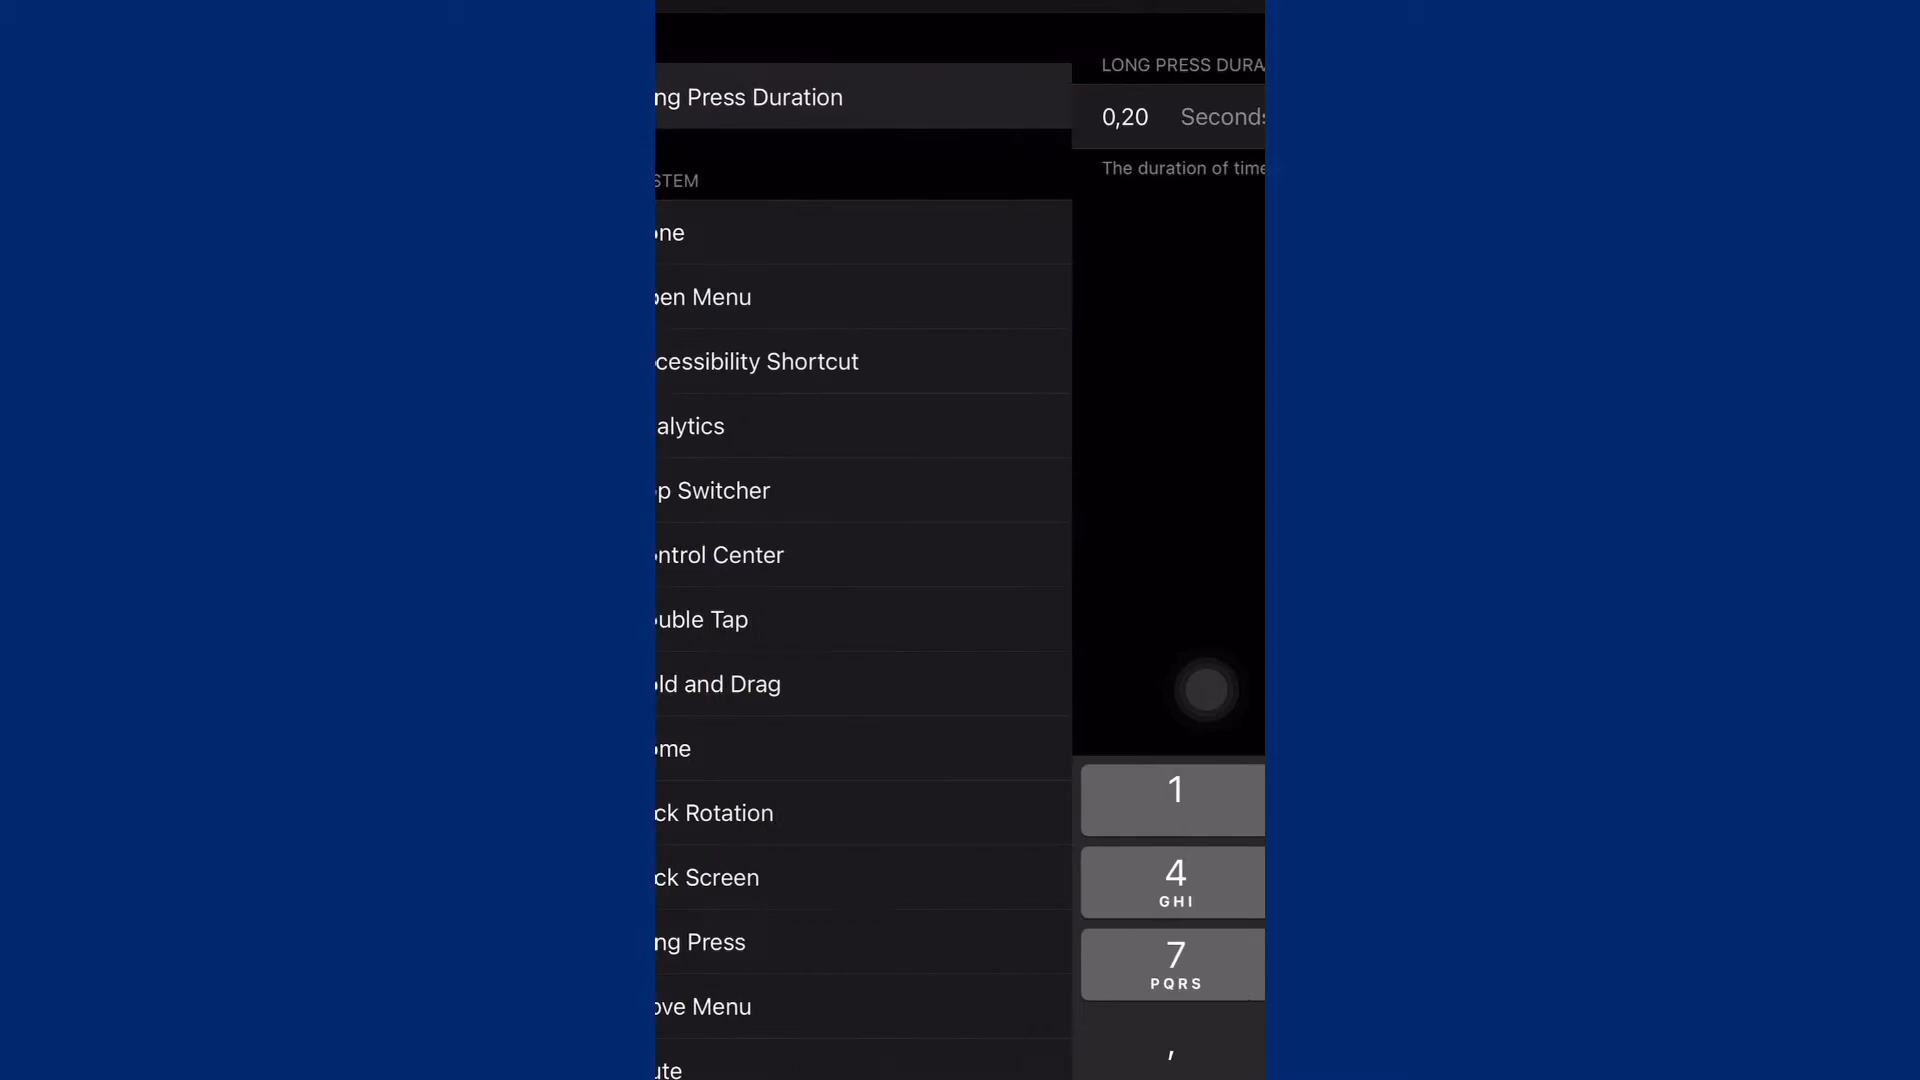 ng Press Duration
STEM
ne
en Menu
cessibility Shortcut
alytics
p Switcher
ntrol Center
uble Tap
ld and Drag
me
ck Rotation
ck Screen
ng Press
ove Menu
ute
LONG PRESS DURA
0,20 Seconds
The duration of time
1
4
GHI
7
PQRS
,